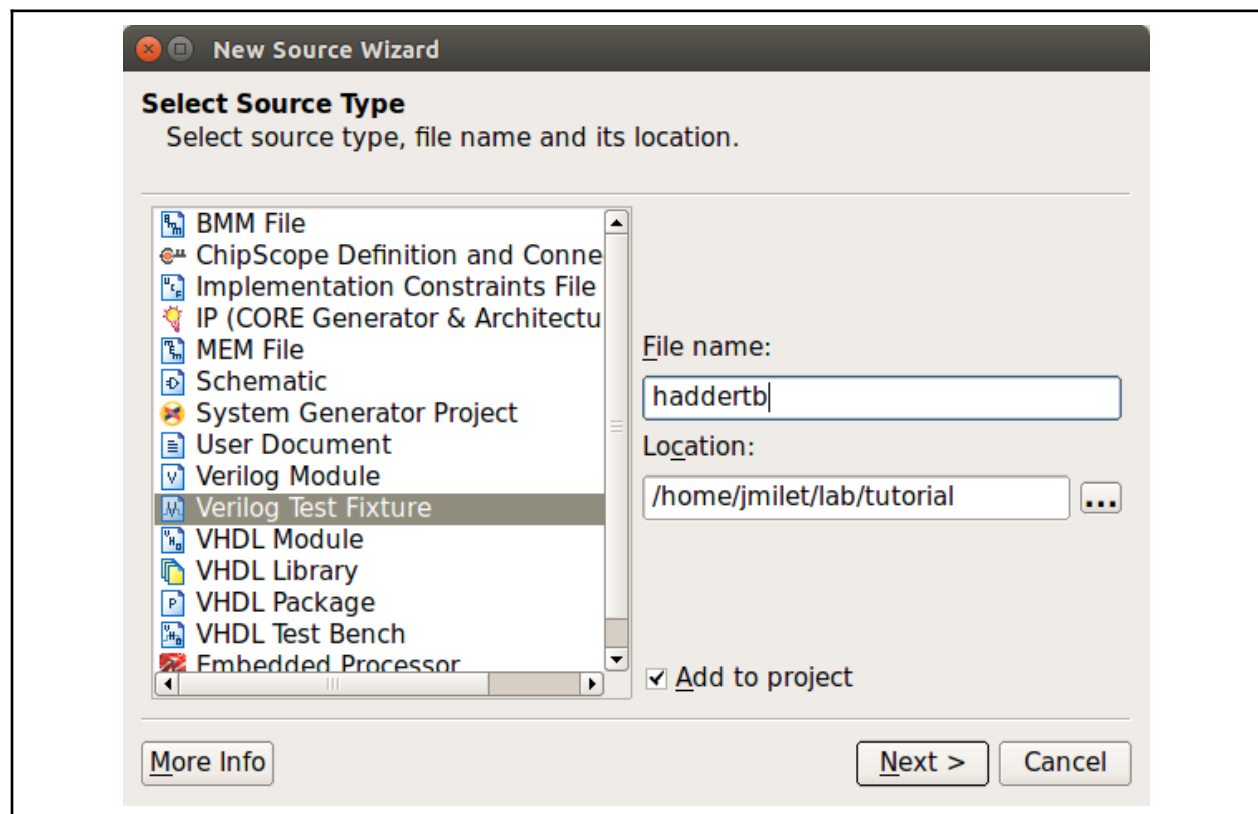 New Source Wizard
Select Source Type
Select source type, file name and its location.
BMM File
ChipScope Definition and Conne
Implementation Constraints File
IP (CORE Generator & Architectu
MEM File
Schematic
System Generator Project
User Document
Verilog Module
Verilog Test Fixture
VHDL Module
VHDL Library
VHDL Package
VHDL Test Bench
Embedded Processor
File name:
haddertb
Location:
/home/jmilet/lab/tutorial
...
Add to project
More Info
Next >
Cancel